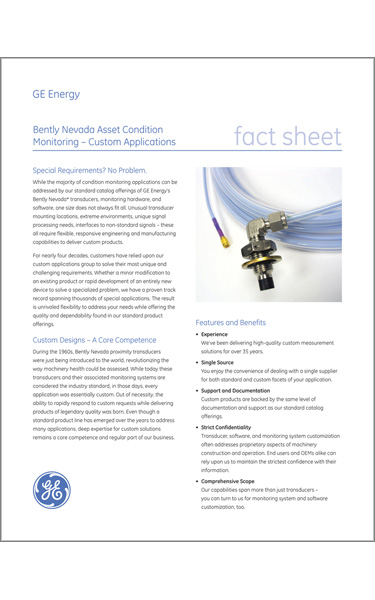 GE Energy
Bently Nevada Asset Condition
Monitoring – Custom Applications
fact sheet
Special Requirements? No Problem.
While the majority of condition monitoring applications can be
addressed by our standard catalog offerings of GE Energy's
Bently Nevada* transducers, monitoring hardware, and
software, one size does not always fit all. Unusual transducer
mounting locations, extreme environments, unique signal
processing needs, interfaces to non-standard signals – these
all require flexible, responsive engineering and manufacturing
capabilities to deliver custom products.
For nearly four decades, customers have relied upon our
custom applications group to solve their most unique and
challenging requirements. Whether a minor modification to
an existing product or rapid development of an entirely new
device to solve a specialized problem, we have a proven track
record spanning thousands of special applications. The result
is unrivaled flexibility to address your needs while offering the
quality and dependability found in our standard product
offerings.
Custom Designs – A Core Competence
During the 1960s, Bently Nevada proximity transducers
were just being introduced to the world, revolutionizing the
way machinery health could be assessed. While today these
transducers and their associated monitoring systems are
considered the industry standard, in those days, every
application was essentially custom. Out of necessity, the
ability to rapidly respond to custom requests while delivering
products of legendary quality was born. Even though a
standard product line has emerged over the years to address
many applications, deep expertise for custom solutions
remains a core competence and regular part of our business.
GE
Features and Benefits
• Experience
We've been delivering high-quality custom measurement
solutions for over 35 years.
• Single Source
You enjoy the convenience of dealing with a single supplier
for both standard and custom facets of your application.
• Support and Documentation
Custom products are backed by the same level of
documentation and support as our standard catalog
offerings.
• Strict Confidentiality
Transducer, software, and monitoring system customization
often addresses proprietary aspects of machinery
construction and operation. End users and OEMs alike can
rely upon us to maintain the strictest confidence with their
information.
• Comprehensive Scope
Our capabilities span more than just transducers –
you can turn to us for monitoring system and software
customization, too.